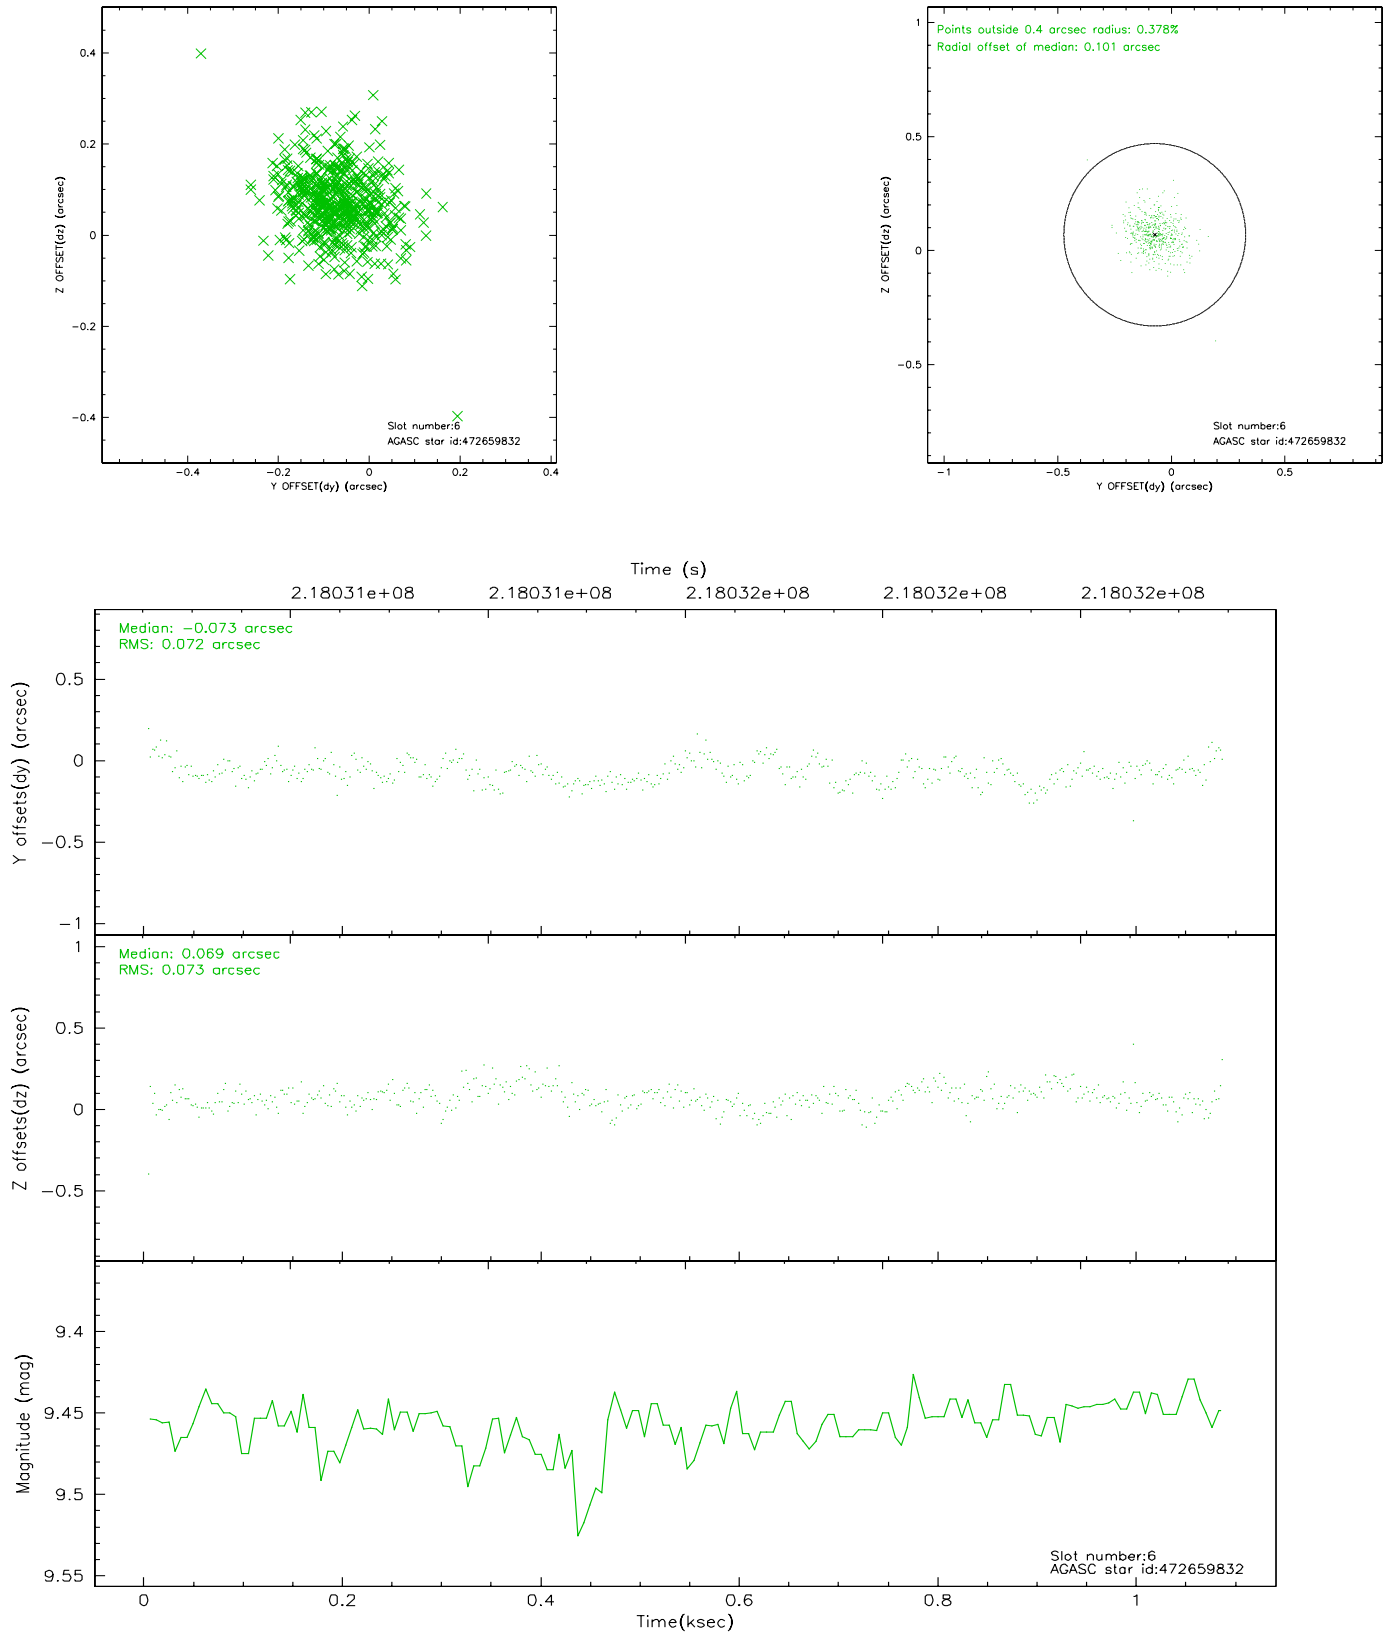 0.4
0.2
0
−0.2
−0.4
Z OFFSET(dz) (arcsec)
Slot number:6
AGASC star id:472659832
−0.4
−0.2
0
0.2
0.4
Y OFFSET(dy) (arcsec)
Points outside 0.4 arcsec radius: 0.378%
Radial offset of median: 0.101 arcsec
1
0.5
0
−0.5
Z OFFSET(dz) (arcsec)
Slot number:6
AGASC star id:472659832
−1
−0.5
0
0.5
Y OFFSET(dy) (arcsec)
Time (s)
2.18031e+08
2.18031e+08
2.18032e+08
2.18032e+08
2.18032e+08
Median: −0.073 arcsec
RMS: 0.072 arcsec
0.5
0
−0.5
−1
Y offsets(dy) (arcsec)
Median: 0.069 arcsec
RMS: 0.073 arcsec
1
0.5
0
−0.5
Z offsets(dz) (arcsec)
9.4
9.45
9.5
9.55
Magnitude (mag)
Slot number:6
AGASC star id:472659832
0
0.2
0.4
0.6
0.8
1
Time(ksec)